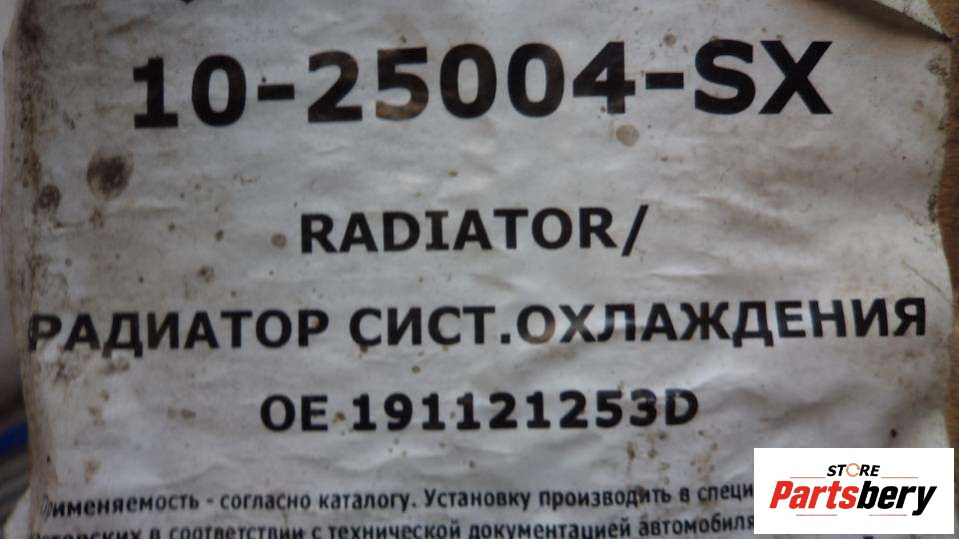 10-25004-SX
RADIATOR/
РАДИАТОР СИСТ.ОХЛАЖДЕНИЯ
OE 191121253D
именяемость - согласно каталогу. Установку производить в специ
в соответствии с технической документацией автомобиля
STORE
Partsbery